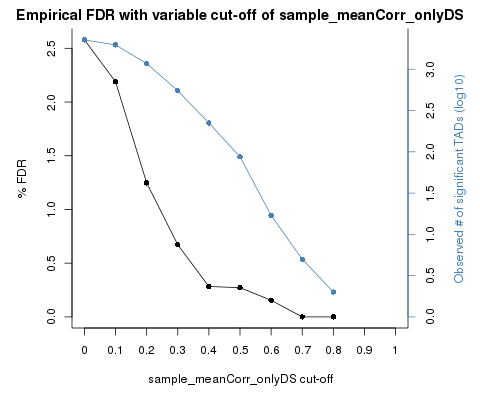 Empirical FDR with variable cut-off of sample_meanCorr_onlyDS
% FDR
2.5
2.0
1.5
1.0
0.5
0.0
Observed # of significant TADs (log10)
3.0
2.5
2.0
1.5
1.0
0.5
0.0
0 0.1 0.2 0.3 0.4 0.5 0.6 0.7 0.8 0.9 1
sample_meanCorr_onlyDS cut-off